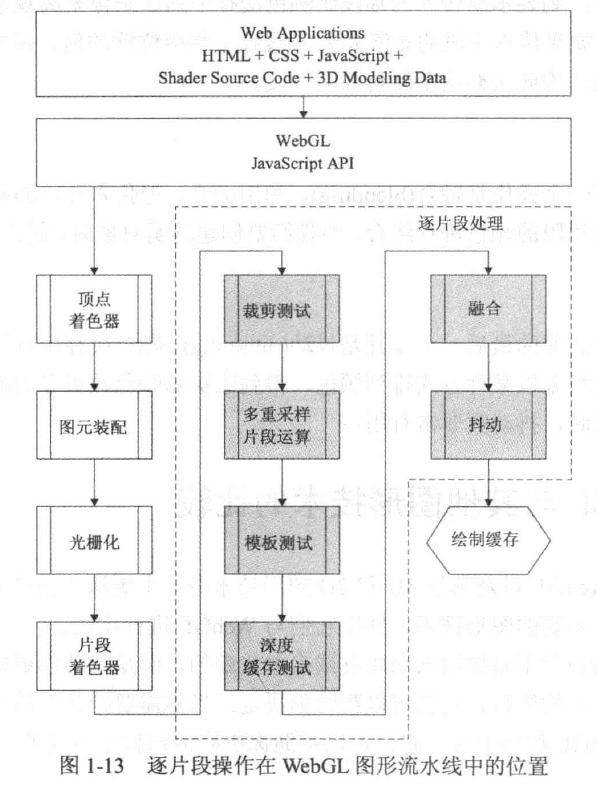 Web Applications
HTML + CSS + JavaScript +
Shader Source Code + 3D Modeling Data
WebGL
JavaScript API
逐片段处理
顶点
着色器
图元装配
光栅化
片段
着色器
裁剪测试
多重采样
片段运算
模板测试
深度
缓存测试
融合
抖动
绘制缓存
图 1-13 逐片段操作在 WebGL 图形流水线中的位置